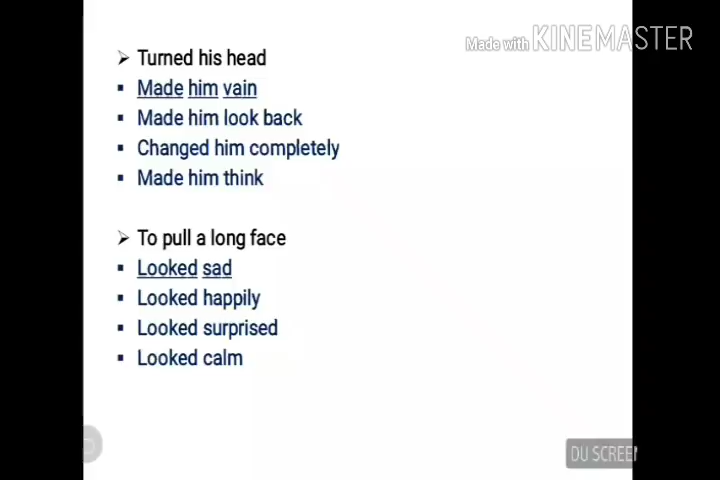 Made with KINEMASTER
Turned his head
Made him vain
Made him look back
Changed him completely
Made him think
To pull a long face
Looked sad
Looked happily
Looked surprised
Looked calm
DU SCREEN